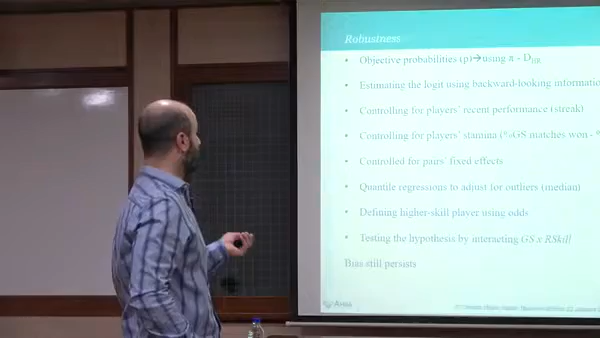 Robustness
• Objective probabilities (p)→using π - D_HR
• Estimating the logit using backward-looking information
• Controlling for players' recent performance (streak)
• Controlling for players' stamina (%GS matches won -
• Controlled for pairs' fixed effects
• Quantile regressions to adjust for outliers (median)
• Defining higher-skill player using odds
• Testing the hypothesis by interacting GS x RSkill
Bias still persists